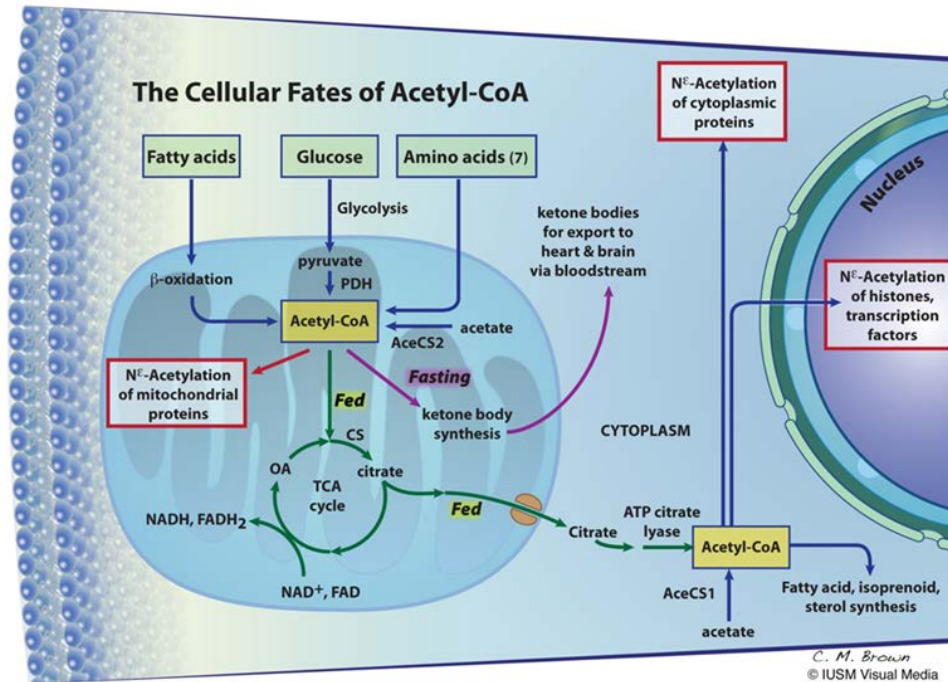 The Cellular Fates of Acetyl-CoA
Fatty acids
Glucose
Amino acids (7)
Glycolysis
pyruvate
PDH
β-oxidation
Acetyl-CoA
acetate
AceCS2
Nᵋ-Acetylation
of mitochondrial
proteins
Fed
Fasting
ketone body
synthesis
ketone bodies
for export to
heart & brain
via bloodstream
CS
OA
citrate
TCA
cycle
NADH, FADH₂
NAD⁺, FAD
Fed
Citrate
ATP citrate
lyase
CYTOPLASM
Acetyl-CoA
AceCS1
acetate
Fatty acid, isoprenoid,
sterol synthesis
Nᵋ-Acetylation
of cytoplasmic
proteins
Nucleus
Nᵋ-Acetylation
of histones,
transcription
factors
C. M. Brown
© IUSM Visual Media